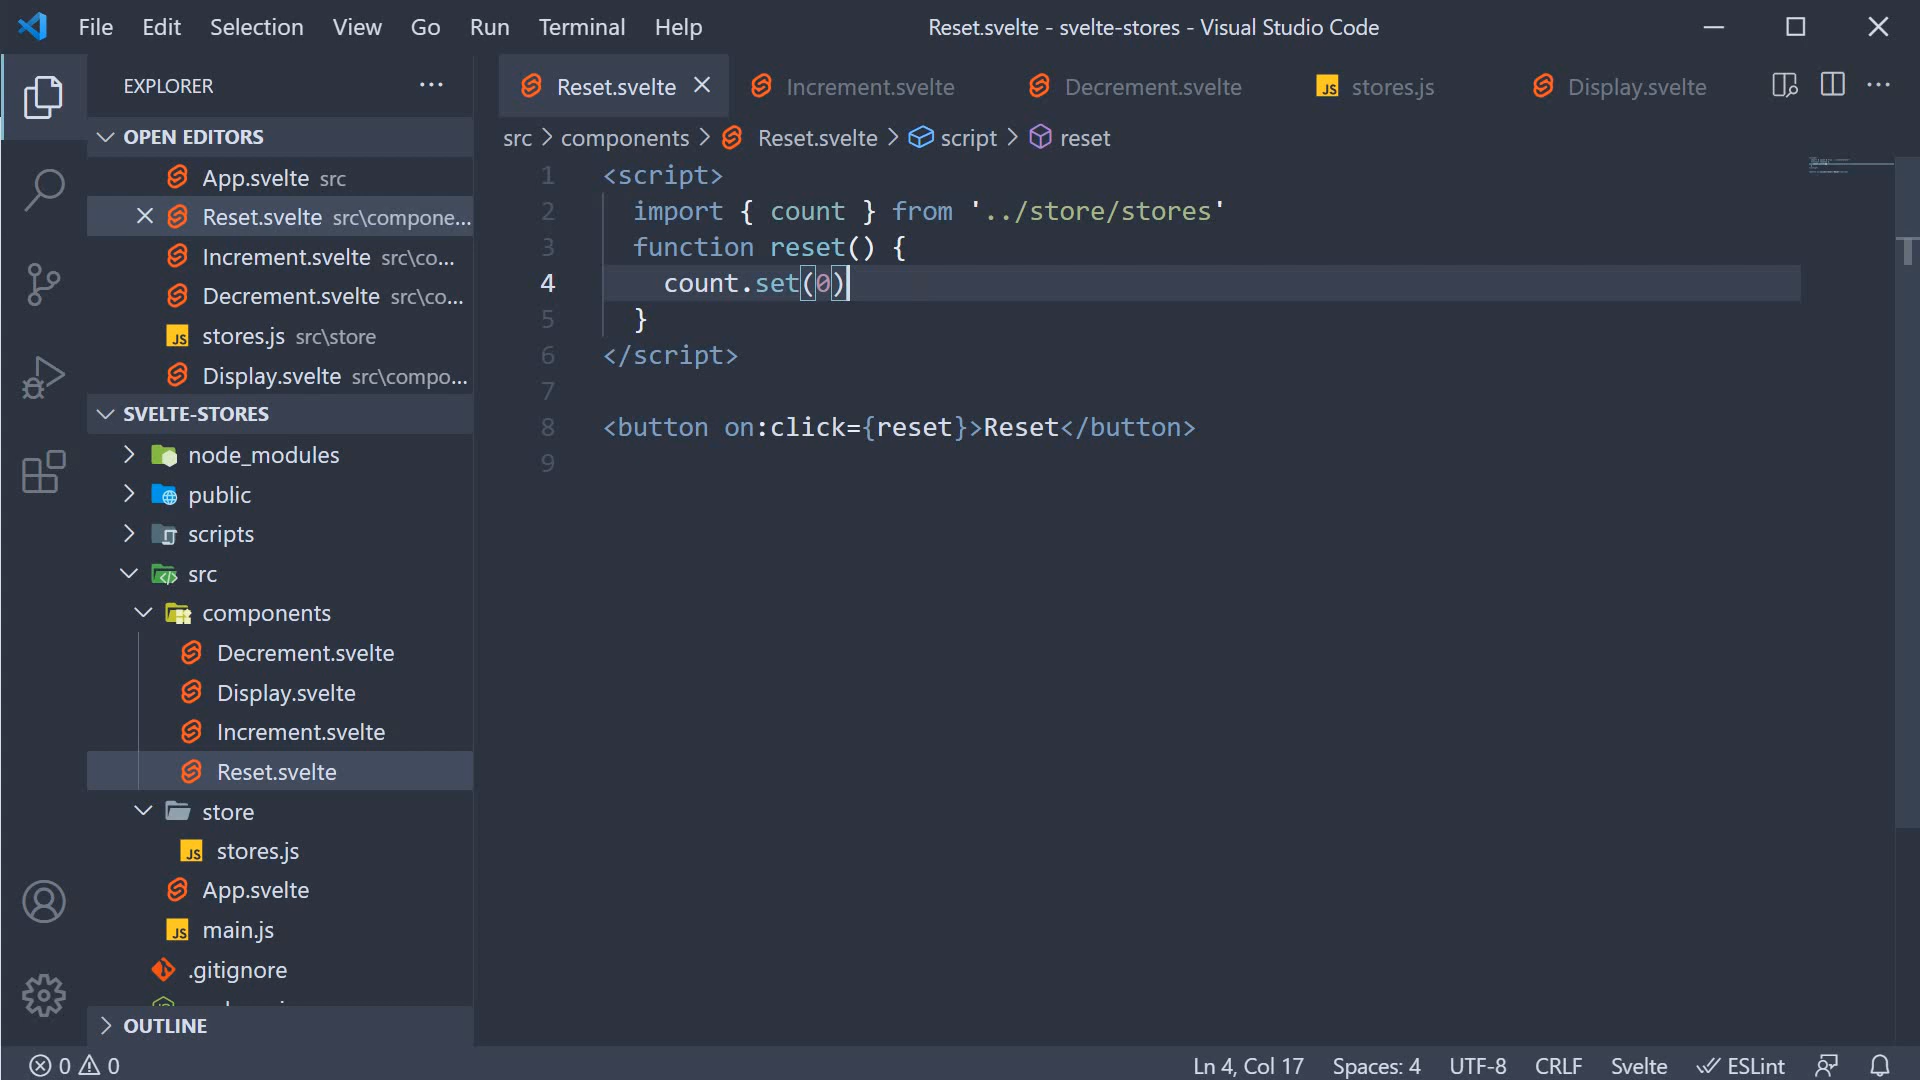 File Edit Selection View Go Run Terminal Help Reset.svelte - svelte-stores - Visual Studio Code
EXPLORER
OPEN EDITORS
App.svelte src
Reset.svelte src\compone...
Increment.svelte src\co...
Decrement.svelte src\co...
JS stores.js src\store
Display.svelte src\compo...
SVELTE-STORES
node_modules
public
scripts
src
components
Decrement.svelte
Display.svelte
Increment.svelte
Reset.svelte
store
JS stores.js
App.svelte
JS main.js
.gitignore
OUTLINE
Reset.svelte Increment.svelte Decrement.svelte JS stores.js Display.svelte
src > components > Reset.svelte > script > reset
1 <script>
2 import { count } from '../store/stores'
3 function reset() {
4 count.set(0)
5 }
6 </script>
7
8 <button on:click={reset}>Reset</button>
9
0 0 Ln 4, Col 17 Spaces: 4 UTF-8 CRLF Svelte ESLint